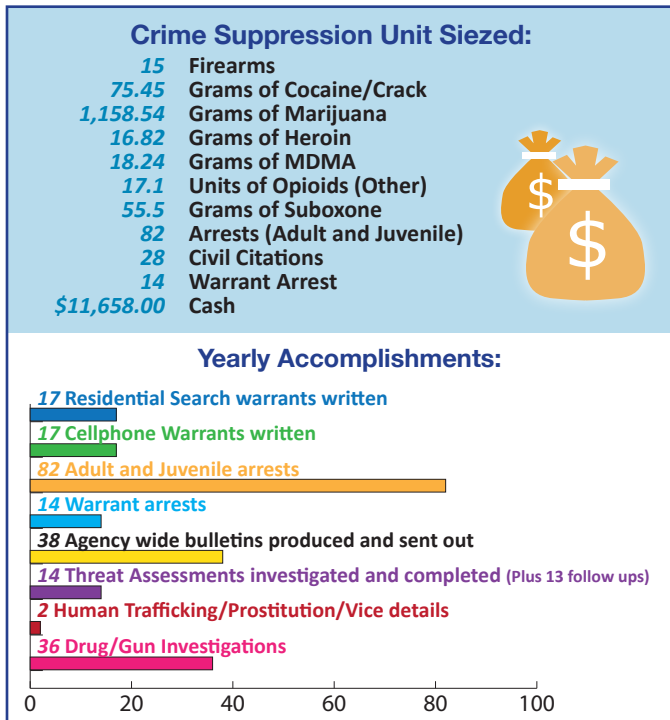 Crime Suppression Unit Siezed:
15 Firearms
75.45 Grams of Cocaine/Crack
1,158.54 Grams of Marijuana
16.82 Grams of Heroin
18.24 Grams of MDMA
17.1 Units of Opioids (Other)
55.5 Grams of Suboxone
82 Arrests (Adult and Juvenile)
28 Civil Citations
14 Warrant Arrest
$11,658.00 Cash
$ $
Yearly Accomplishments:
17 Residential Search warrants written
17 Cellphone Warrants written
82 Adult and Juvenile arrests
14 Warrant arrests
38 Agency wide bulletins produced and sent out
14 Threat Assessments investigated and completed (Plus 13 follow ups)
2 Human Trafficking/Prostitution/Vice details
36 Drug/Gun Investigations
0 20 40 60 80 100